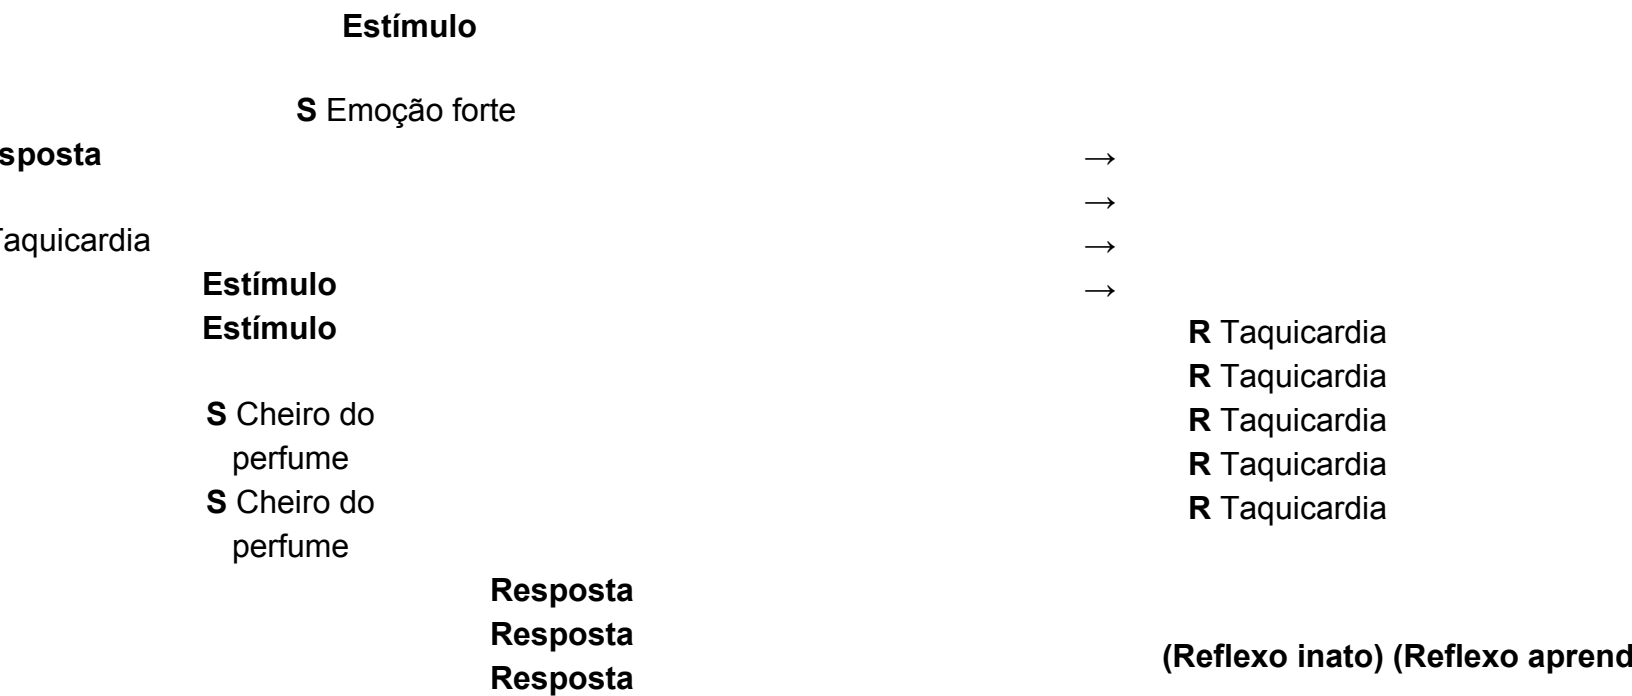 Estímulo
S Emoção forte
sposta
→
→
Taquicardia
→
Estímulo
→
Estímulo
R Taquicardia
R Taquicardia
S Cheiro do
R Taquicardia
perfume
R Taquicardia
S Cheiro do
R Taquicardia
perfume
Resposta
Resposta
(Reflexo inato) (Reflexo aprend
Resposta